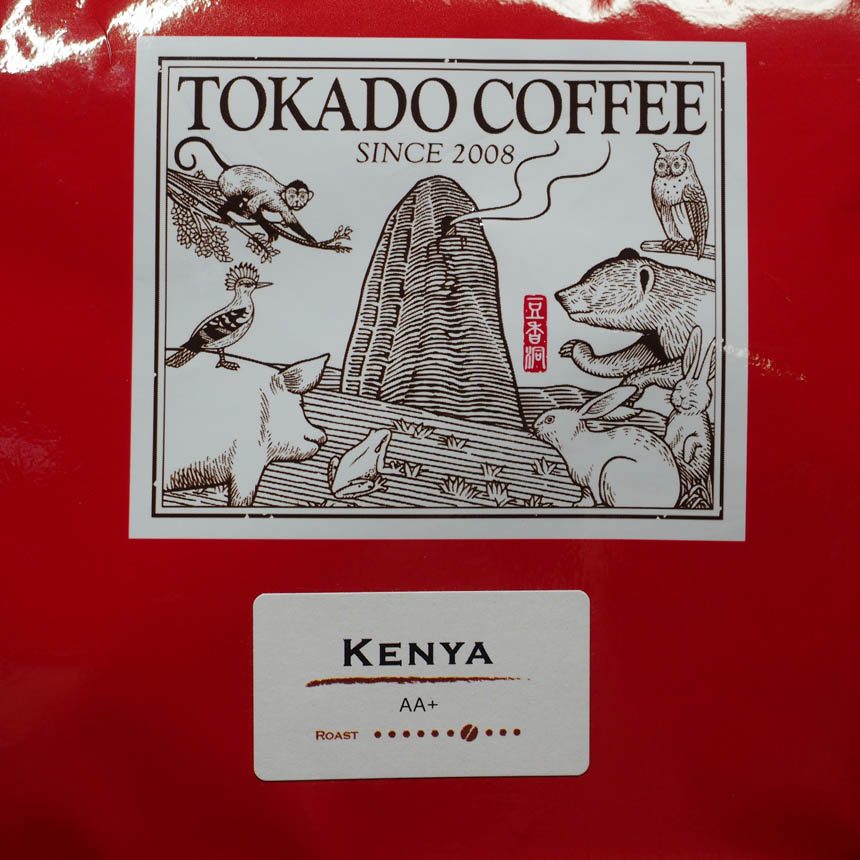 TOKADO COFFEE
SINCE 2008
豆香洞
KENYA
AA+
ROAST